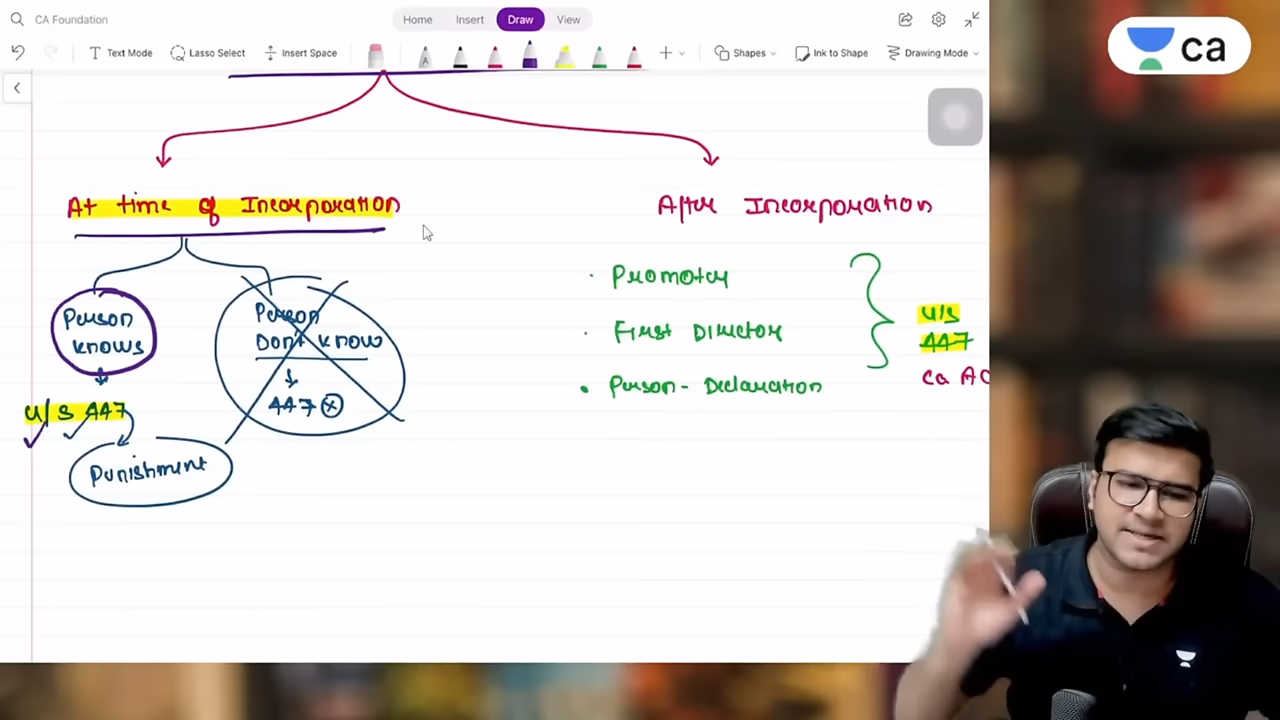 CA Foundation
Home Insert Draw View
Text Mode Lasso Select Insert Space Shapes Ink to Shape Drawing Mode
ca
At time of Incorporation
After Incorporation
Person knows
Person Don't know
447
u/s 447
Punishment
Promoter
First Director
Person - Declaration
u/s
447